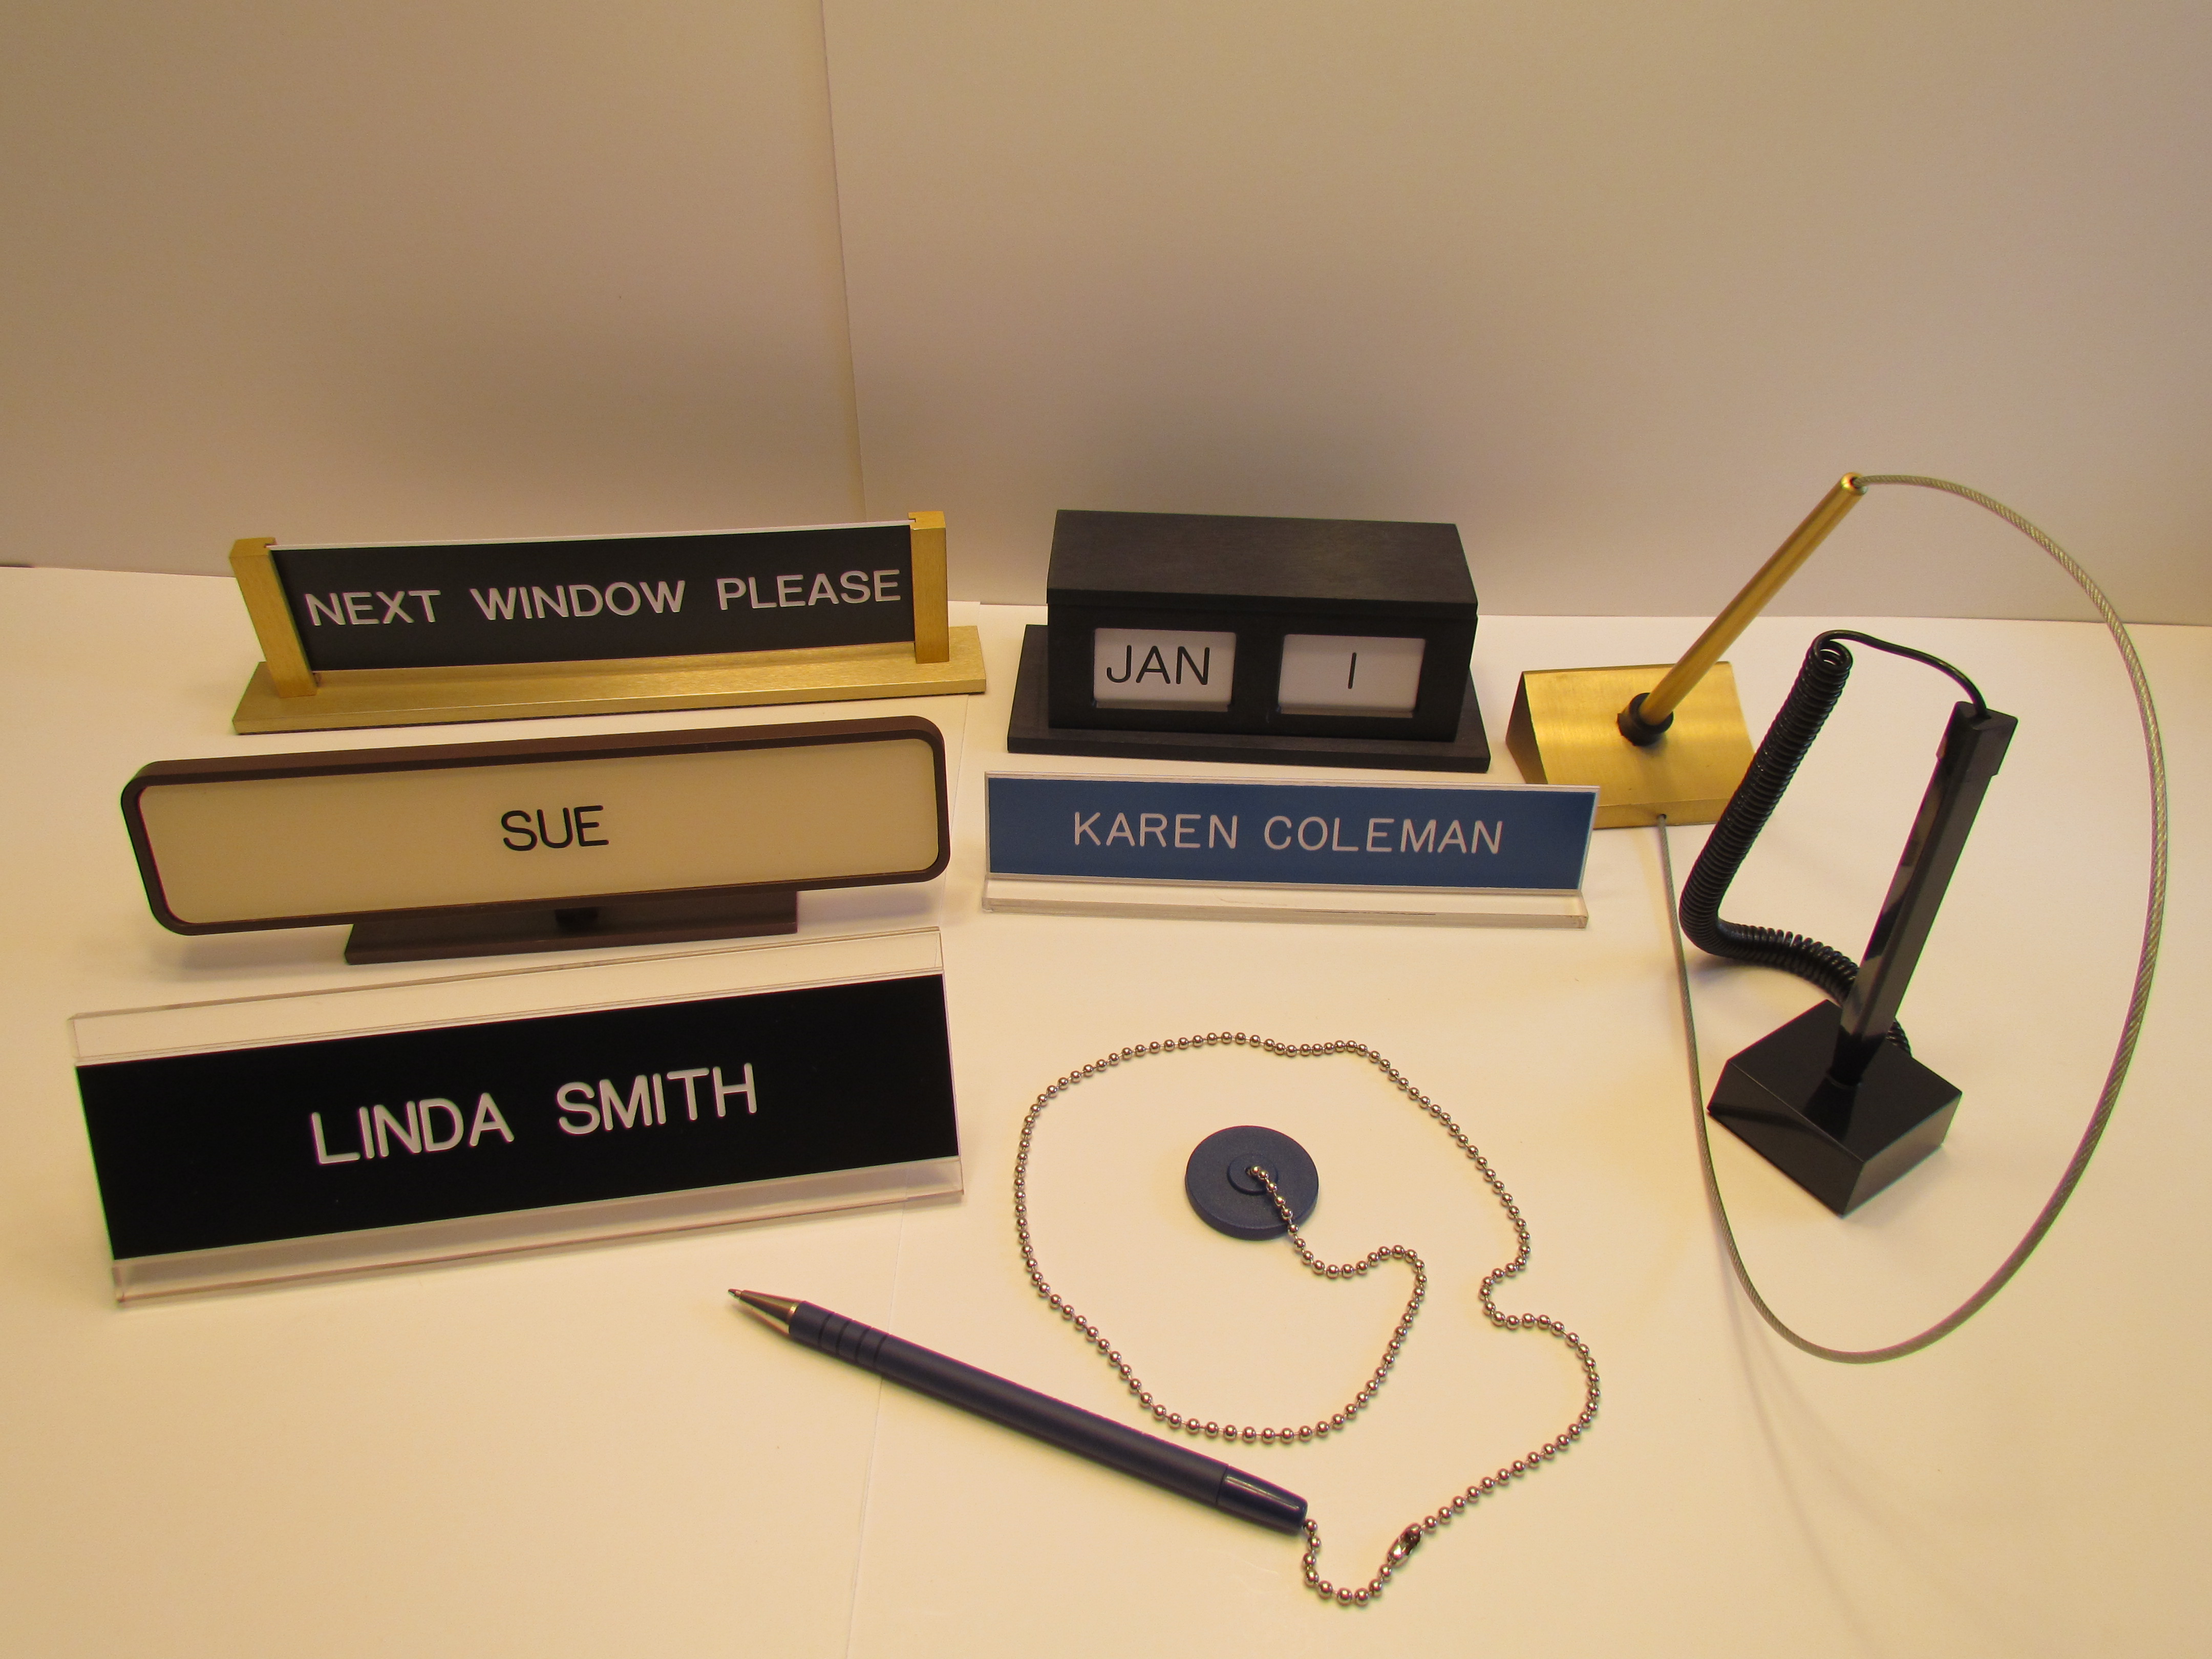 NEXT WINDOW PLEASE
JAN 1
SUE
KAREN COLEMAN
LINDA SMITH